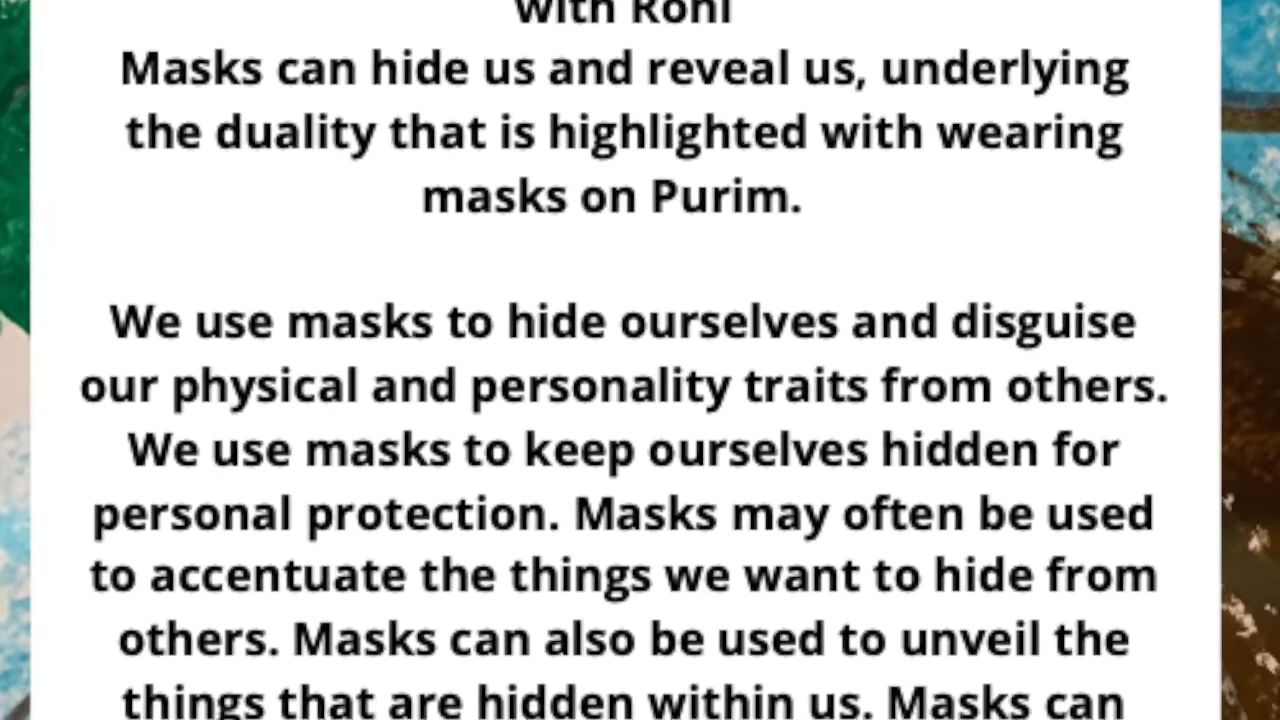 with Roni
Masks can hide us and reveal us, underlying
the duality that is highlighted with wearing
masks on Purim.
We use masks to hide ourselves and disguise
our physical and personality traits from others.
We use masks to keep ourselves hidden for
personal protection. Masks may often be used
to accentuate the things we want to hide from
others. Masks can also be used to unveil the
things that are hidden within us. Masks can